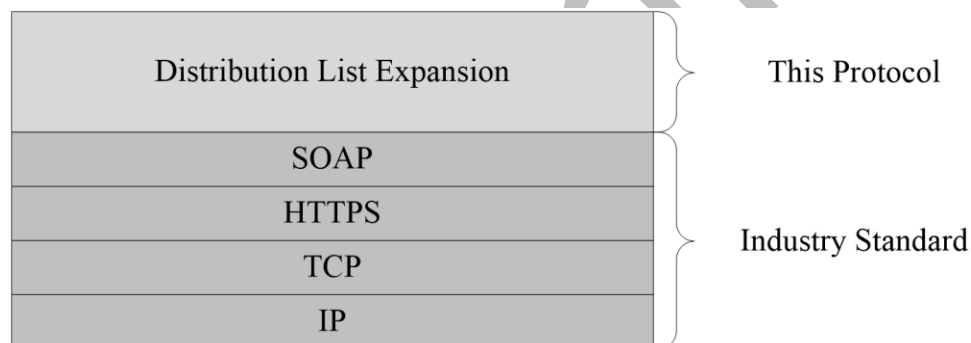 Distribution List Expansion
This Protocol
SOAP
HTTPS
TCP
IP
Industry Standard